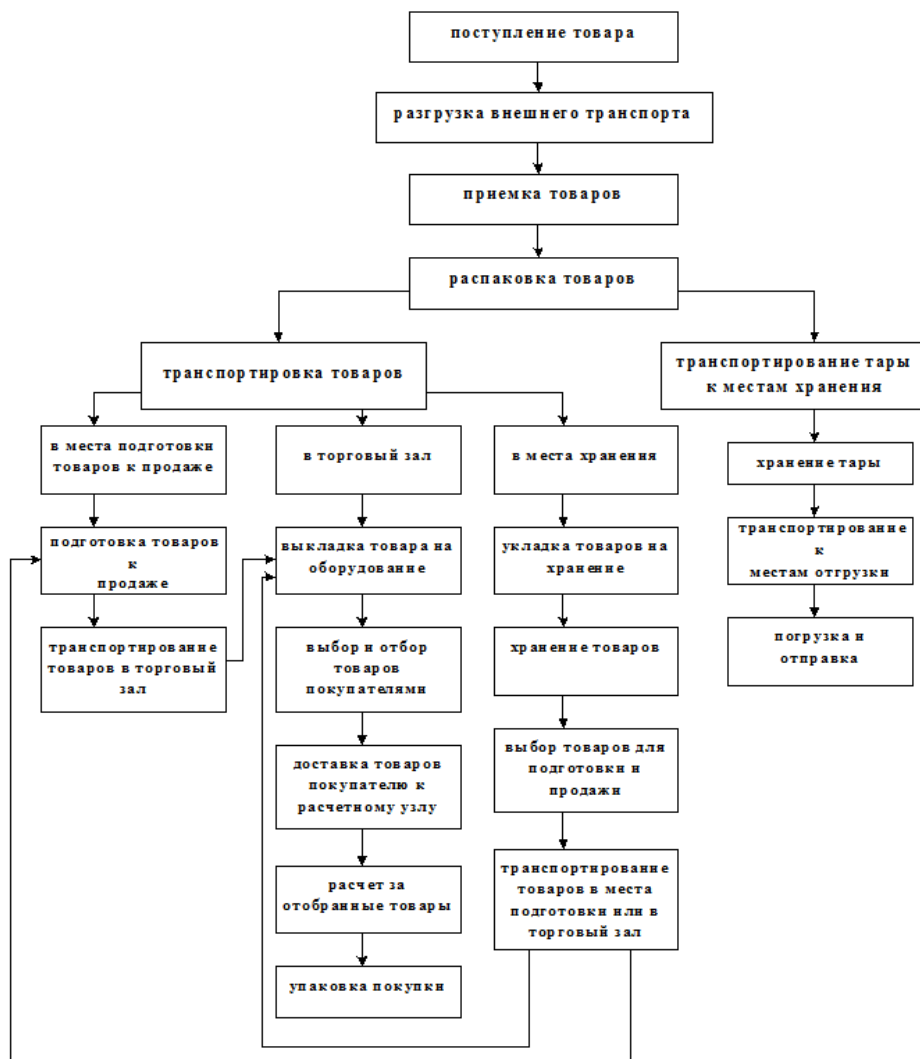 поступление товара
разгрузка внешнего транспорта
приемка товаров
распаковка товаров
транспортировка товаров
транспортирование тары
к местам хранения
в места подготовки
товаров к продаже
в торговый зал
в места хранения
хранение тары
подготовка товаров
к
продаже
выкладка товара на
оборудование
укладка товаров на
хранение
транспортирование
к
местам отгрузки
транспортирование
товаров в торговый
зал
выбор и отбор
товаров
покупателями
хранение товаров
погрузка и
отправка
доставка товаров
покупателю к
расчетному узлу
выбор товаров для
подготовки и
продажи
расчет за
отобранные товары
транспортирование
товаров в места
подготовки или в
торговый зал
упаковка покупки